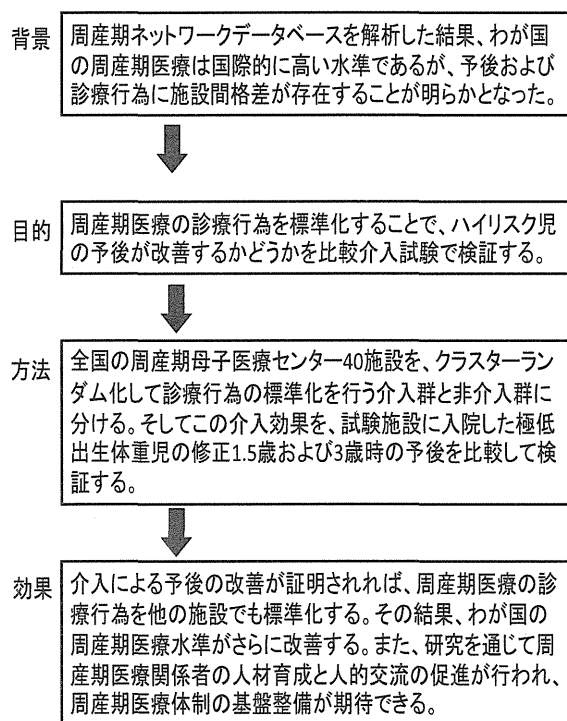 背景
周産期ネットワークデータベースを解析した結果、わが国
の周産期医療は国際的に高い水準であるが、予後および
診療行為に施設間格差が存在することが明らかとなった。
目的
周産期医療の診療行為を標準化することで、ハイリスク児
の予後が改善するかどうかを比較介入試験で検証する。
方法
全国の周産期母子医療センター40施設を、クラスターラン
ダム化して診療行為の標準化を行う介入群と非介入群に
分ける。そしてこの介入効果を、試験施設に入院した極低
出生体重児の修正1.5歳および3歳時の予後を比較して検
証する。
効果
介入による予後の改善が証明されれば、周産期医療の診
療行為を他の施設でも標準化する。その結果、わが国の
周産期医療水準がさらに改善する。また、研究を通じて周
産期医療関係者の人材育成と人的交流の促進が行われ、
周産期医療体制の基盤整備が期待できる。